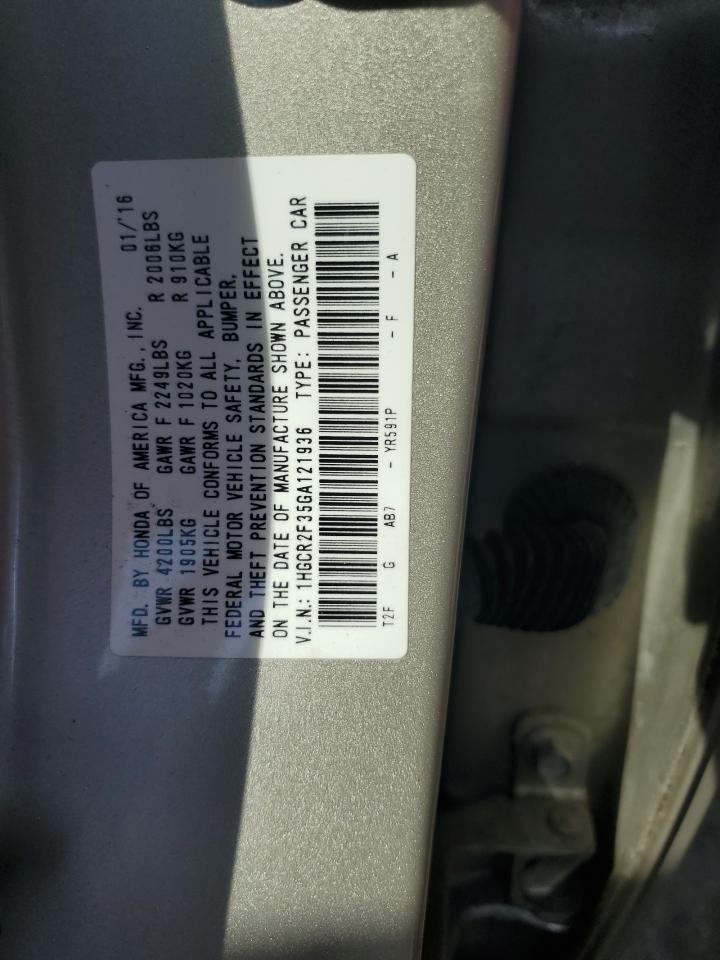 MFD. BY HONDA OF AMERICA MFG., INC. 01/'16
GVWR 4200LBS GAWR F 2249LBS R 2006LBS
GVWR 1905KG GAWR F 1020KG R 910KG
THIS VEHICLE CONFORMS TO ALL APPLICABLE
FEDERAL MOTOR VEHICLE SAFETY, BUMPER,
AND THEFT PREVENTION STANDARDS IN EFFECT
ON THE DATE OF MANUFACTURE SHOWN ABOVE.
V.I.N.: 1HGCR2F35GA121936 TYPE: PASSENGER CAR
T2F G AB7 - YR591P - F - A